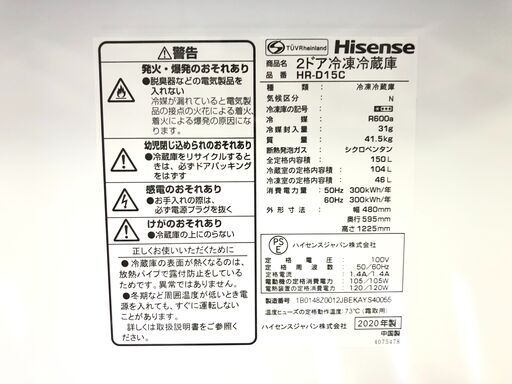 ⚠警告
発火・爆発のおそれあり
●脱臭器などの電気製品を
入れない
冷媒が漏れていると電気製
品の接点の火花による着火、
着火による爆発の原因にな
ります。
幼児閉じ込められのおそれあり
●冷蔵庫をリサイクルするとき
は、必ずドアパッキングを
はずす
感電のおそれあり
●お手入れの際は、
必ず電源プラグを抜く
けがのおそれあり
●冷蔵庫の上にのらない
正しくお使いいただくために
●冷蔵庫の表面が熱くなるのは、
放熱パイプで露付防止をしている
ためです。
●冬期など周囲温度が低いとき電源
を入れても、すぐに運転しない
ことがあります。
詳しくは取扱説明書をご覧ください。
TÜVRheinland Hisense
商品名 2ドア冷凍冷蔵庫
品番 HR-D15C
種類 : 冷凍冷蔵庫
気候区分 : N
冷凍庫の記号 :
冷媒 : R600a
冷媒封入量 : 31g
質量 : 41.5kg
断熱発泡ガス : シクロペンタン
全定格内容積 : 150L
冷蔵室の定格内容積 : 104L
冷凍室の定格内容積 : 46L
消費電力量 : 50Hz 300kWh/年
60Hz 300kWh/年
外形寸法 : 幅 480mm
奥行 595mm
高さ 1225mm
PSE ハイセンスジャパン株式会社
定格電圧 : 100V
定格周波数 : 50/60Hz
定格電流 : 1.4A/1.4A
電動機の定格消費電力 : 105/105W
電熱装置の定格消費電力 : 120/120W
1B0148Z0012JBEKAYS40055
温度ヒューズの定格動作温度:73℃(霜取用)
ハイセンスジャパン株式会社
2020年製
中国製
4075478